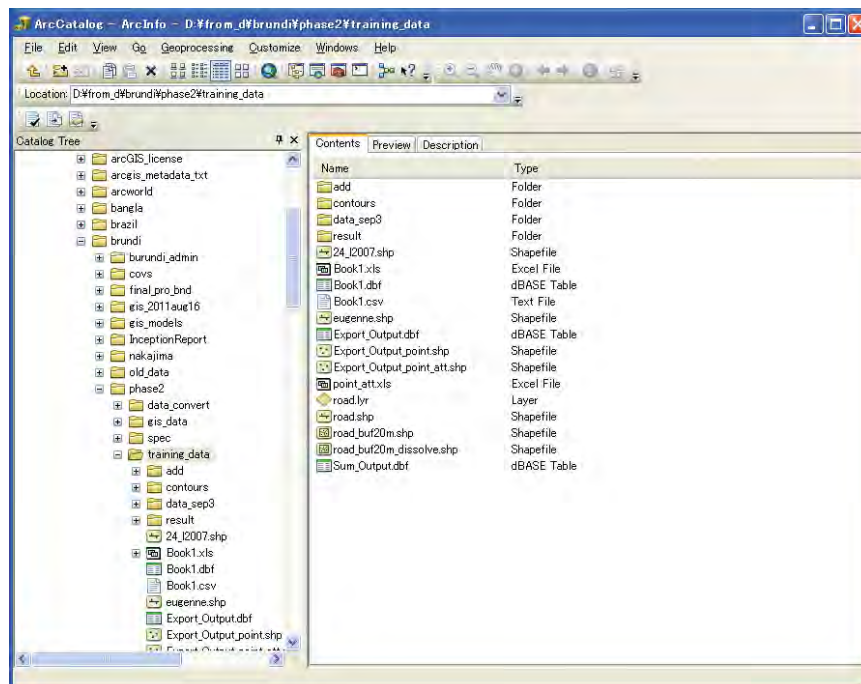 ArcCatalog - ArcInfo - D:¥from_d¥brundi¥phase2¥training_data
File Edit View Go Geoprocessing Customize Windows Help
Location: D:¥from_d¥brundi¥phase2¥training_data
Catalog Tree
arcGIS_license
arcgis_metadata_txt
arcworld
bangla
brazil
brundi
burundi_admin
covs
final_pro_bnd
gis_2011aug16
gis_models
InceptionReport
nakajima
old_data
phase2
data_convert
gis_data
spec
training_data
add
contours
data_sep3
result
24_l2007.shp
Book1.xls
Book1.dbf
Book1.csv
eugenne.shp
Export_Output.dbf
Export_Output_point.shp
Contents Preview Description
Name Type
add Folder
contours Folder
data_sep3 Folder
result Folder
24_l2007.shp Shapefile
Book1.xls Excel File
Book1.dbf dBASE Table
Book1.csv Text File
eugenne.shp Shapefile
Export_Output.dbf dBASE Table
Export_Output_point.shp Shapefile
Export_Output_point_att.shp Shapefile
point_att.xls Excel File
road.lyr Layer
road.shp Shapefile
road_buf20m.shp Shapefile
road_buf20m_dissolve.shp Shapefile
Sum_Output.dbf dBASE Table